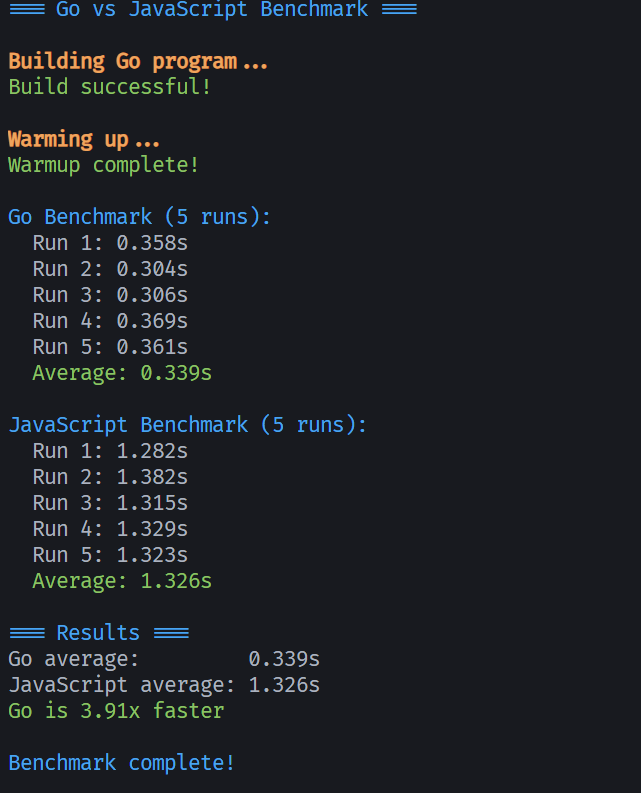 === Go vs JavaScript Benchmark ===
Building Go program...
Build successful!
Warming up...
Warmup complete!
Go Benchmark (5 runs):
Run 1: 0.358s
Run 2: 0.304s
Run 3: 0.306s
Run 4: 0.369s
Run 5: 0.361s
Average: 0.339s
JavaScript Benchmark (5 runs):
Run 1: 1.282s
Run 2: 1.382s
Run 3: 1.315s
Run 4: 1.329s
Run 5: 1.323s
Average: 1.326s
=== Results ===
Go average: 0.339s
JavaScript average: 1.326s
Go is 3.91x faster
Benchmark complete!